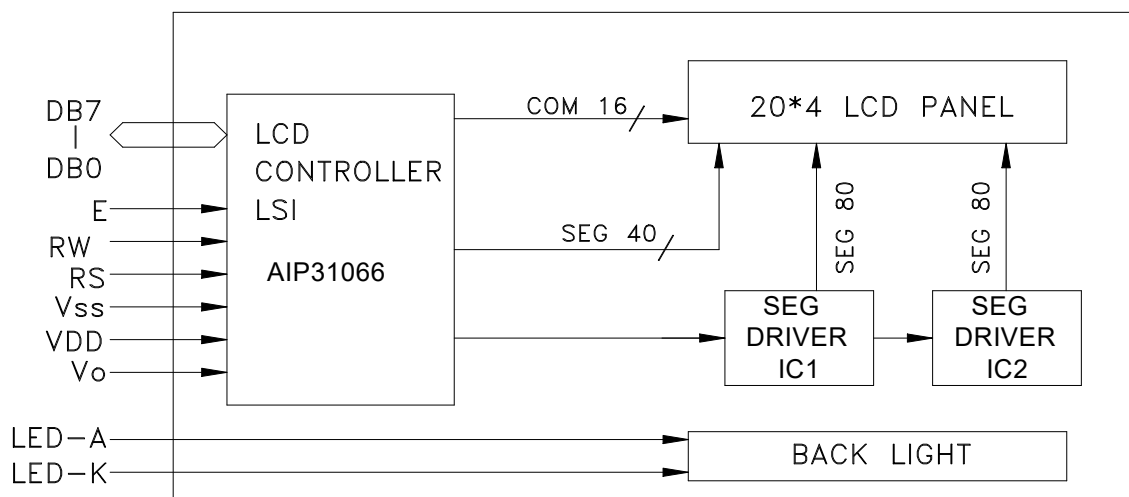 DB7
DB0
E
RW
RS
Vss
VDD
Vo
LED-A
LED-K
LCD
CONTROLLER
LSI
AIP31066
COM 16
SEG 40
20*4 LCD PANEL
SEG 80
SEG 80
SEG
DRIVER
IC1
SEG
DRIVER
IC2
BACK LIGHT